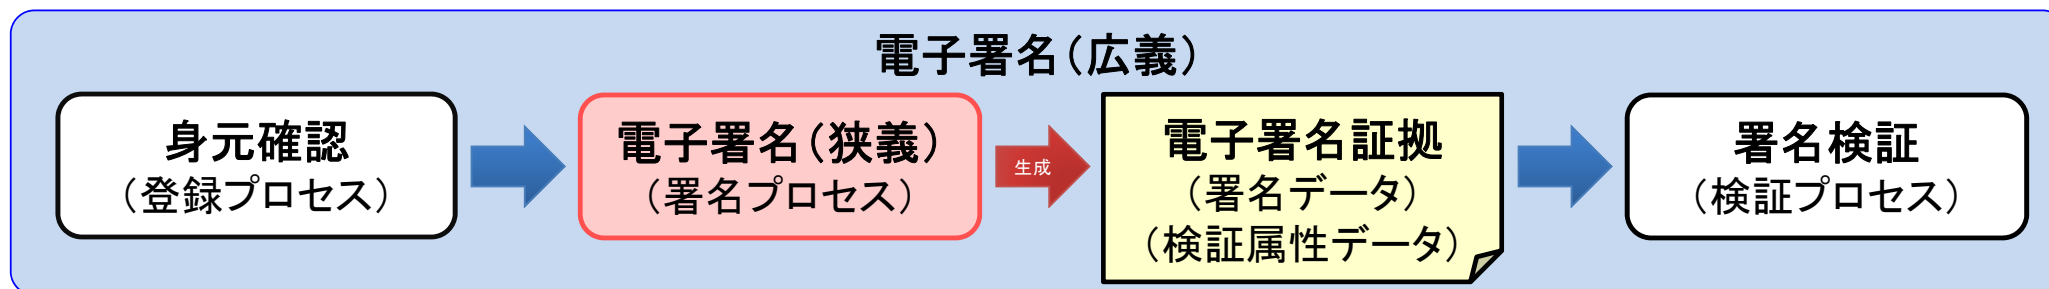 電子署名（広義）
身元確認
（登録プロセス）
電子署名（狭義）
（署名プロセス）
生成
電子署名証拠
（署名データ）
（検証属性データ）
署名検証
（検証プロセス）